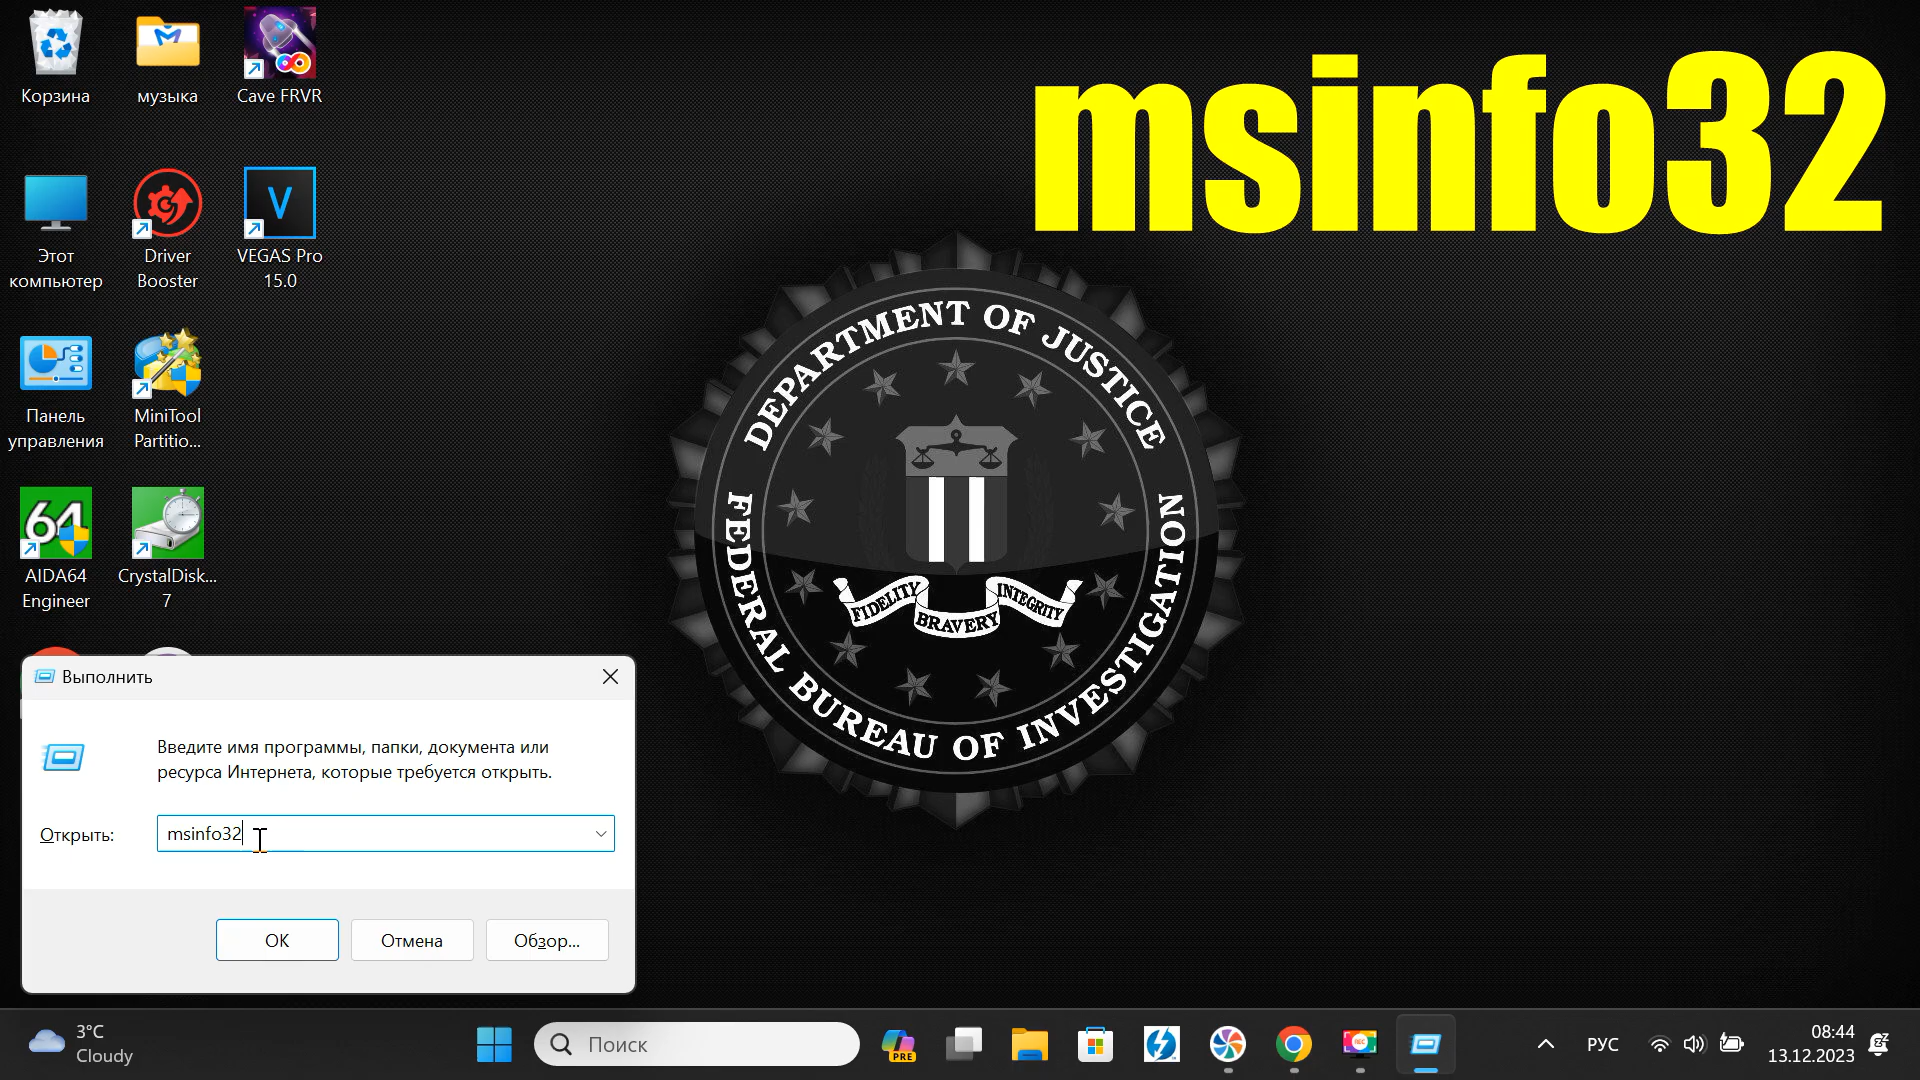 Корзина
музыка
Cave FRVR
msinfo32
Этот
компьютер
Driver
Booster
VEGAS Pro
15.0
Панель
управления
MiniTool
Partitio...
64
AIDA64
Engineer
CrystalDisk...
7
DEPARTMENT OF JUSTICE
FEDERAL BUREAU OF INVESTIGATION
FIDELITY
BRAVERY
INTEGRITY
Выполнить
Введите имя программы, папки, документа или
ресурса Интернета, которые требуется открыть.
Открыть:
msinfo32
ОК
Отмена
Обзор...
3°C
Cloudy
Поиск
PRE
REC
РУС
08:44
13.12.2023